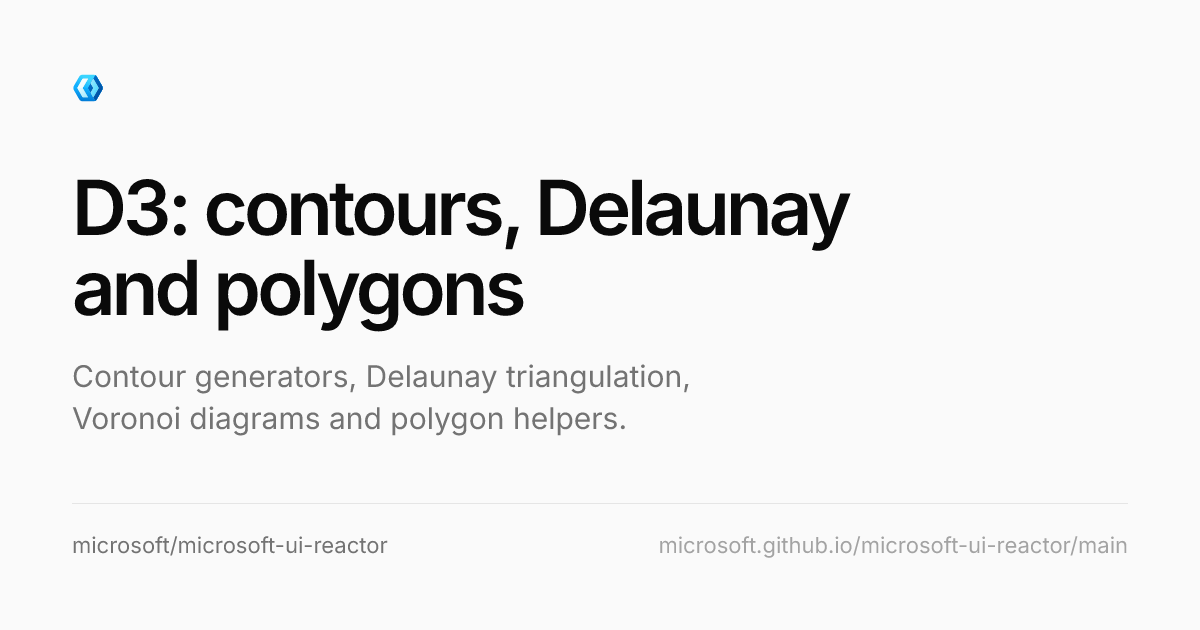 D3: contours, Delaunay
and polygons
Contour generators, Delaunay triangulation,
Voronoi diagrams and polygon helpers.
microsoft/microsoft-ui-reactor
microsoft.github.io/microsoft-ui-reactor/main